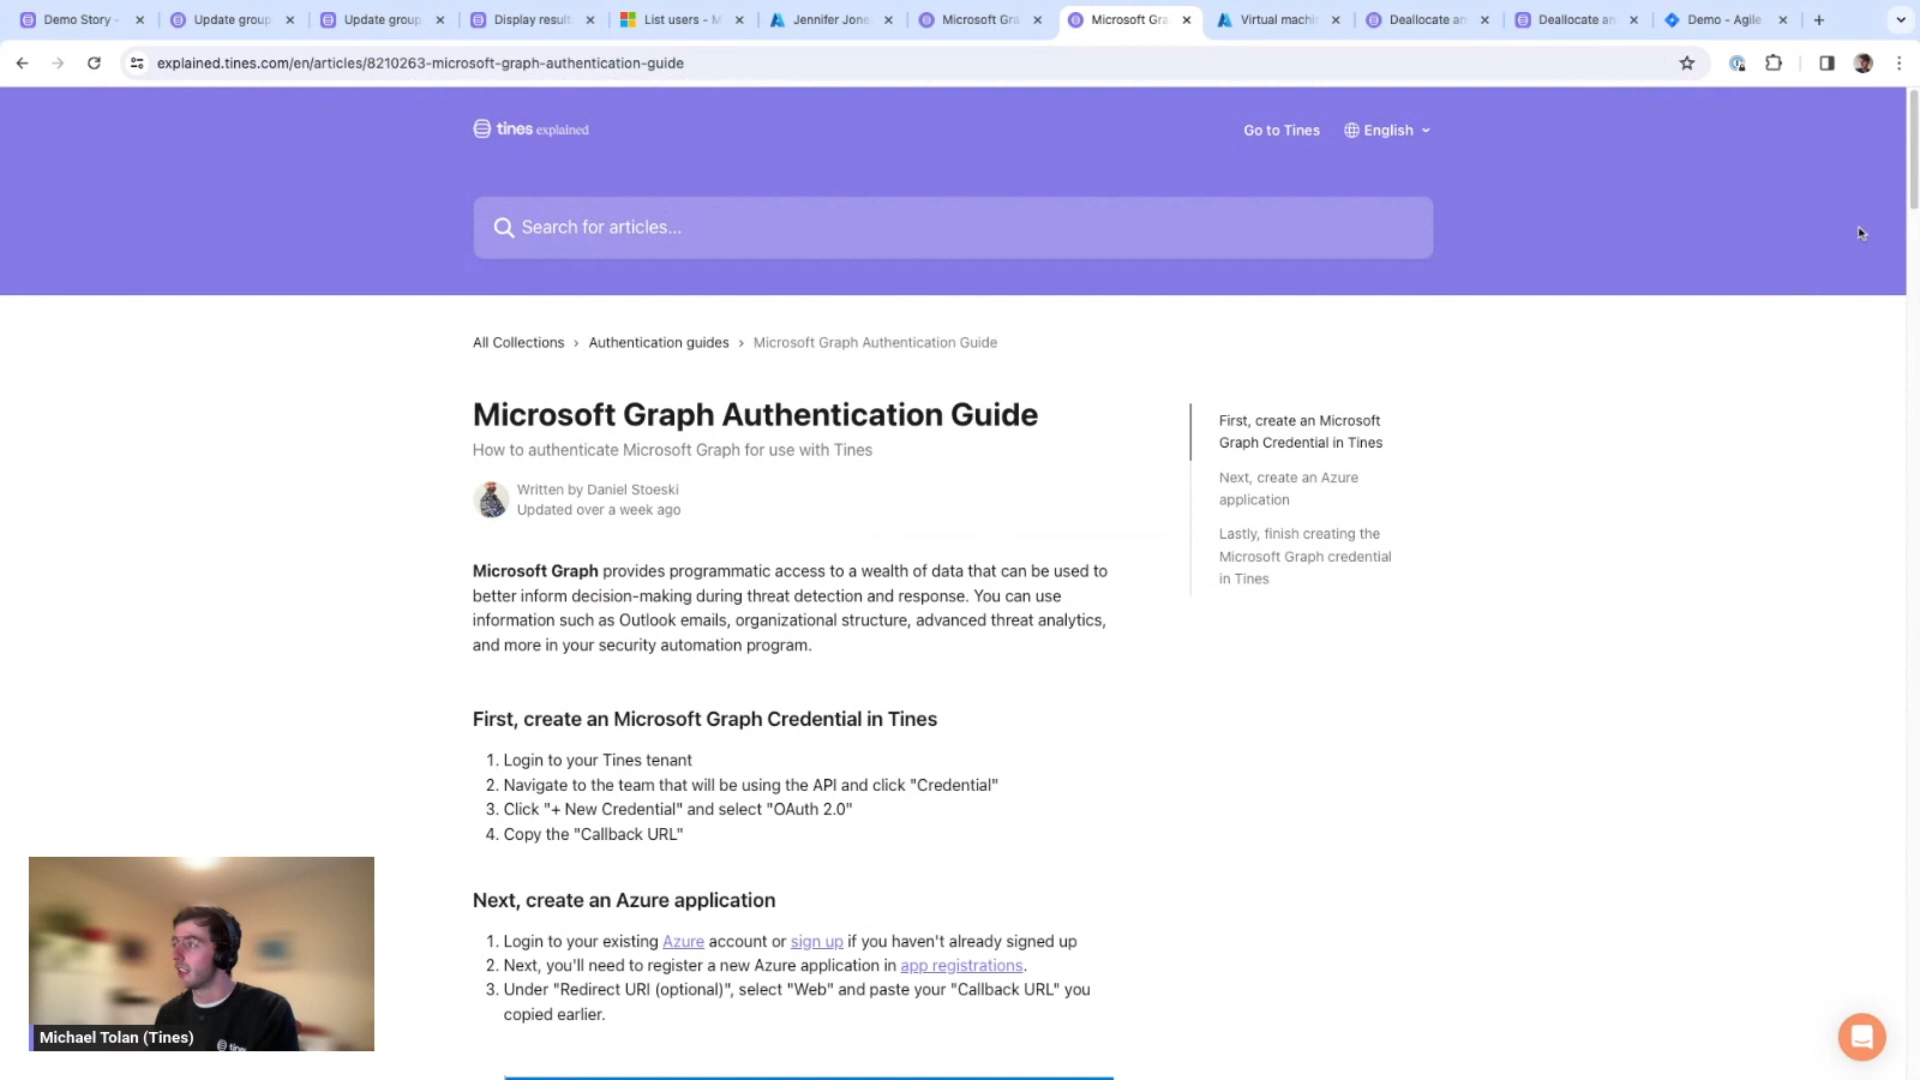 Demo Story -
Update group
Update group
Display result
List users - M
Jennifer Jone
Microsoft Gra
Microsoft Gra
Virtual machi
Deallocate an
Deallocate an
Demo - Agile
explained.tines.com/en/articles/8210263-microsoft-graph-authentication-guide
tines explained
Go to Tines
English
Search for articles...
All Collections › Authentication guides › Microsoft Graph Authentication Guide
Microsoft Graph Authentication Guide
How to authenticate Microsoft Graph for use with Tines
Written by Daniel Stoeski
Updated over a week ago
Microsoft Graph provides programmatic access to a wealth of data that can be used to
better inform decision-making during threat detection and response. You can use
information such as Outlook emails, organizational structure, advanced threat analytics,
and more in your security automation program.
First, create an Microsoft Graph Credential in Tines
1. Login to your Tines tenant
2. Navigate to the team that will be using the API and click "Credential"
3. Click "+ New Credential" and select "OAuth 2.0"
4. Copy the "Callback URL"
Next, create an Azure application
1. Login to your existing Azure account or sign up if you haven't already signed up
2. Next, you'll need to register a new Azure application in app registrations.
3. Under "Redirect URI (optional)", select "Web" and paste your "Callback URL" you
copied earlier.
First, create an Microsoft
Graph Credential in Tines
Next, create an Azure
application
Lastly, finish creating the
Microsoft Graph credential
in Tines
Michael Tolan (Tines)